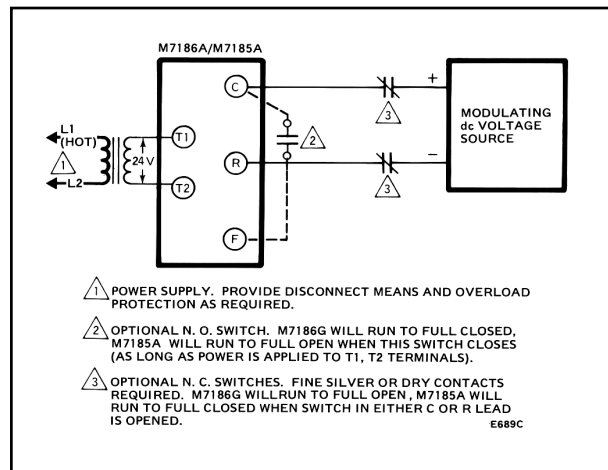 M7186A/M7185A
C
+
3
MODULATING
dc VOLTAGE
SOURCE
L1
(HOT)
1
L2
24 V
T1
T2
2
R
–
3
F
1 POWER SUPPLY. PROVIDE DISCONNECT MEANS AND OVERLOAD
PROTECTION AS REQUIRED.
2 OPTIONAL N. O. SWITCH. M7186G WILL RUN TO FULL CLOSED,
M7185A WILL RUN TO FULL OPEN WHEN THIS SWITCH CLOSES
(AS LONG AS POWER IS APPLIED TO T1, T2 TERMINALS).
3 OPTIONAL N. C. SWITCHES. FINE SILVER OR DRY CONTACTS
REQUIRED. M7186G WILLRUN TO FULL OPEN , M7185A WILL
RUN TO FULL CLOSED WHEN SWITCH IN EITHER C OR R LEAD
IS OPENED.
E689C